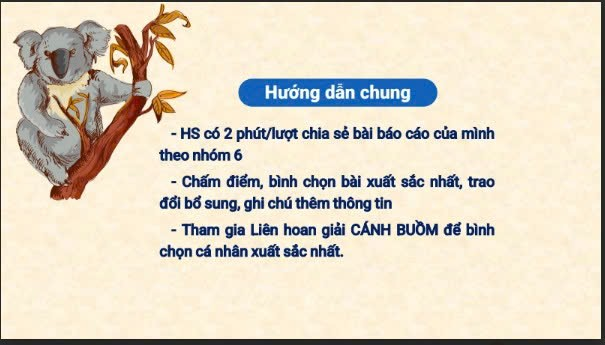 Hướng dẫn chung
- HS có 2 phút/lượt chia sẻ bài báo cáo của mình
theo nhóm 6
- Chấm điểm, bình chọn bài xuất sắc nhất, trao
đổi bổ sung, ghi chú thêm thông tin
- Tham gia Liên hoan giải CÁNH BUỒM để bình
chọn cá nhân xuất sắc nhất.